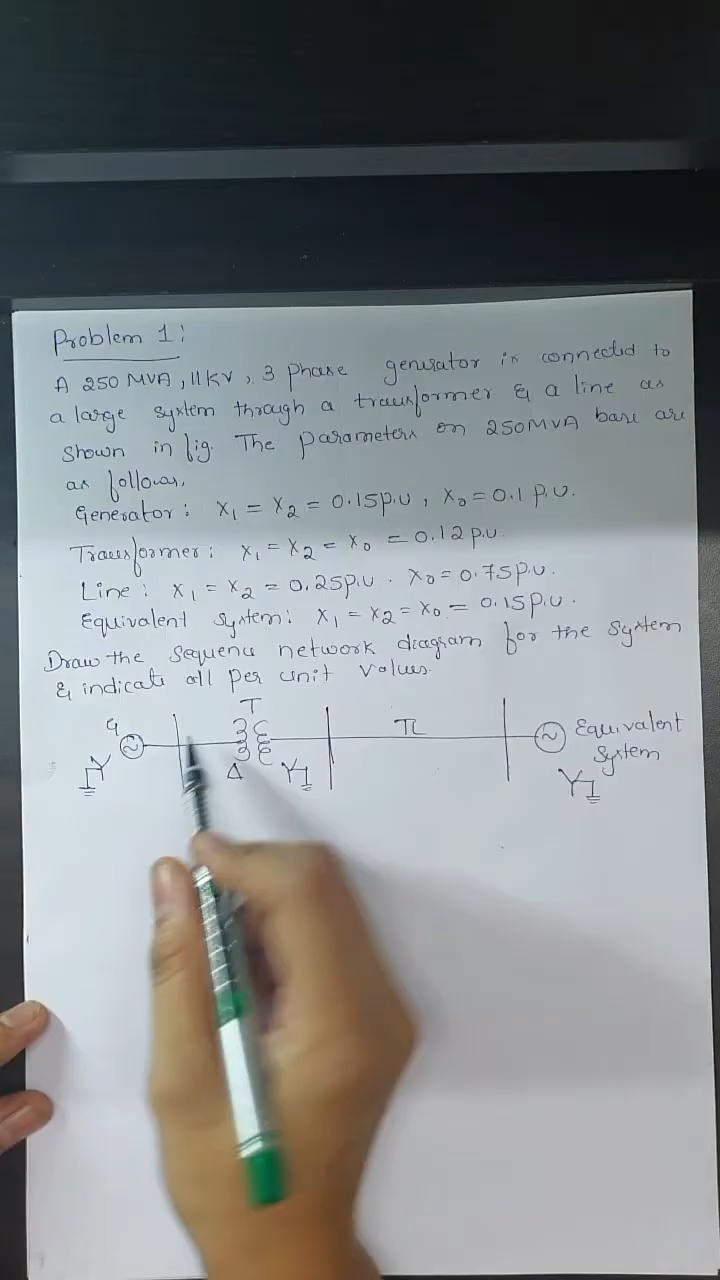 Problem 1:
A 250 MVA, 11kV, 3 phase generator is connected to
a large system through a transformer & a line as
shown in fig. The parameters on 250MVA base are
as follows.
Generator: X₁ = X₂ = 0.15p.u, X₀ = 0.1 p.u.
Transformer: X₁ = X₂ = X₀ = 0.12 p.u.
Line: X₁ = X₂ = 0.25p.u. X₀ = 0.75p.u.
Equivalent System: X₁ = X₂ = X₀ = 0.15p.u.
Draw the sequence network diagram for the system
& indicate all per unit values.
T
G
TL
Equivalent
System
Δ